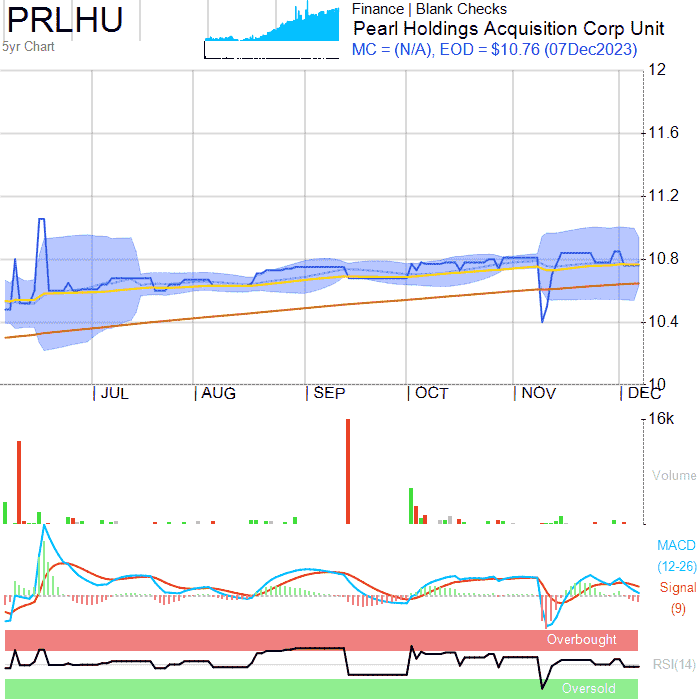 PRLHU
5yr Chart
Finance | Blank Checks
Pearl Holdings Acquisition Corp Unit
MC = (N/A), EOD = $10.76 (07Dec2023)
12
11.6
11.2
10.8
10.4
10
JUL AUG SEP OCT NOV DEC
16k
Volume
MACD
(12-26)
Signal
(9)
Overbought
RSI(14)
Oversold